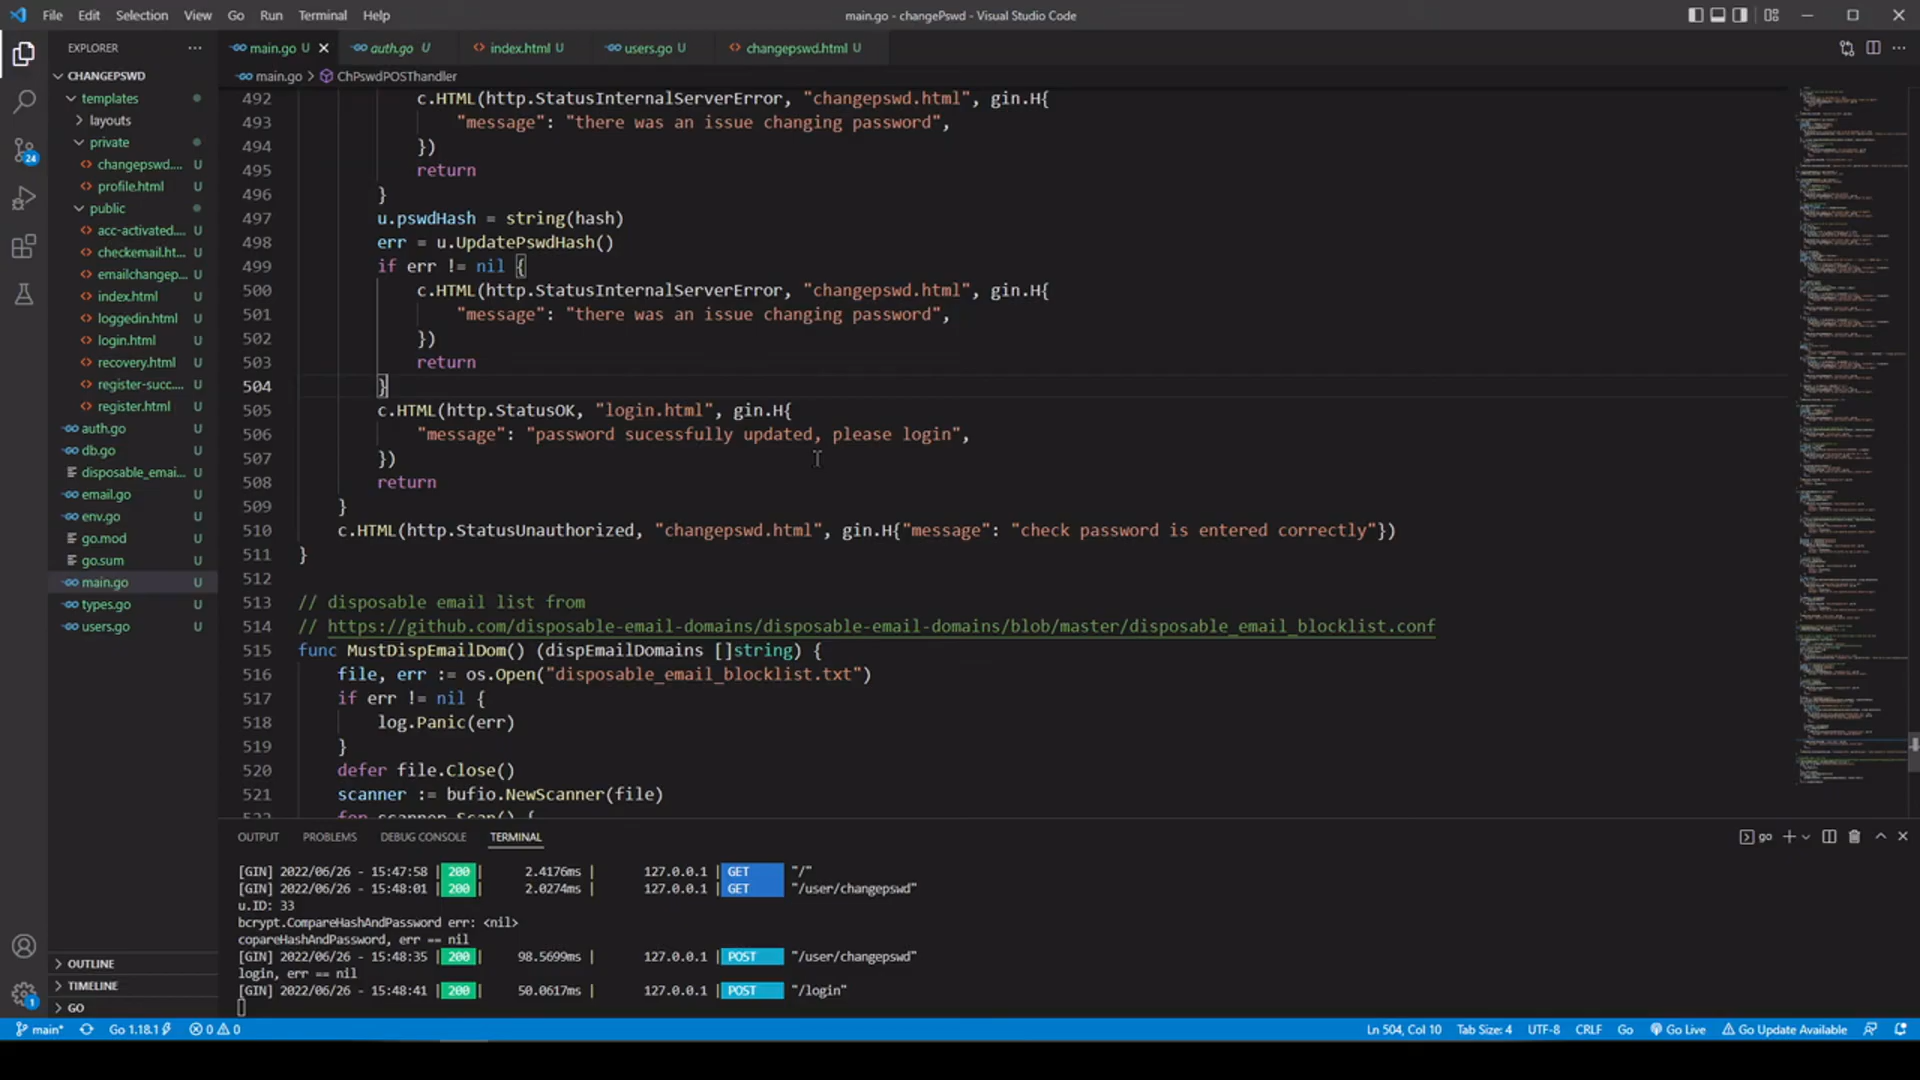 File Edit Selection View Go Run Terminal Help
main.go - changePswd - Visual Studio Code
EXPLORER
main.go U
auth.go U
index.html U
users.go U
changepswd.html U
main.go > ChPswdPOSThandler
CHANGEPSWD
templates
layouts
private
changepswd.... U
profile.html U
public
acc-activated.... U
checkemail.ht... U
emailchangep... U
index.html U
loggedin.html U
login.html U
recovery.html U
register-succ.... U
register.html U
auth.go U
db.go U
disposable_emai... U
email.go U
env.go U
go.mod U
go.sum U
main.go U
types.go U
users.go U
OUTLINE
TIMELINE
GO
24
1
492 c.HTML(http.StatusInternalServerError, "changepswd.html", gin.H{
493 "message": "there was an issue changing password",
494 })
495 return
496 }
497 u.pswdHash = string(hash)
498 err = u.UpdatePswdHash()
499 if err != nil {
500 c.HTML(http.StatusInternalServerError, "changepswd.html", gin.H{
501 "message": "there was an issue changing password",
502 })
503 return
504 }
505 c.HTML(http.StatusOK, "login.html", gin.H{
506 "message": "password sucessfully updated, please login",
507 })
508 return
509 }
510 c.HTML(http.StatusUnauthorized, "changepswd.html", gin.H{"message": "check password is entered correctly"})
511 }
512
513 // disposable email list from
514 // https://github.com/disposable-email-domains/disposable-email-domains/blob/master/disposable_email_blocklist.conf
515 func MustDispEmailDom() (dispEmailDomains []string) {
516 file, err := os.Open("disposable_email_blocklist.txt")
517 if err != nil {
518 log.Panic(err)
519 }
520 defer file.Close()
521 scanner := bufio.NewScanner(file)
522 for scanner.Scan() {
OUTPUT PROBLEMS DEBUG CONSOLE TERMINAL
go
[GIN] 2022/06/26 - 15:47:58 | 200 | 2.4176ms | 127.0.0.1 | GET "/"
[GIN] 2022/06/26 - 15:48:01 | 200 | 2.0274ms | 127.0.0.1 | GET "/user/changepswd"
u.ID: 33
bcrypt.CompareHashAndPassword err: <nil>
copareHashAndPassword, err == nil
[GIN] 2022/06/26 - 15:48:35 | 200 | 98.5699ms | 127.0.0.1 | POST "/user/changepswd"
login, err == nil
[GIN] 2022/06/26 - 15:48:41 | 200 | 50.0617ms | 127.0.0.1 | POST "/login"
main* Go 1.18.1 0 0 Ln 504, Col 10 Tab Size: 4 UTF-8 CRLF Go Go Live Go Update Available